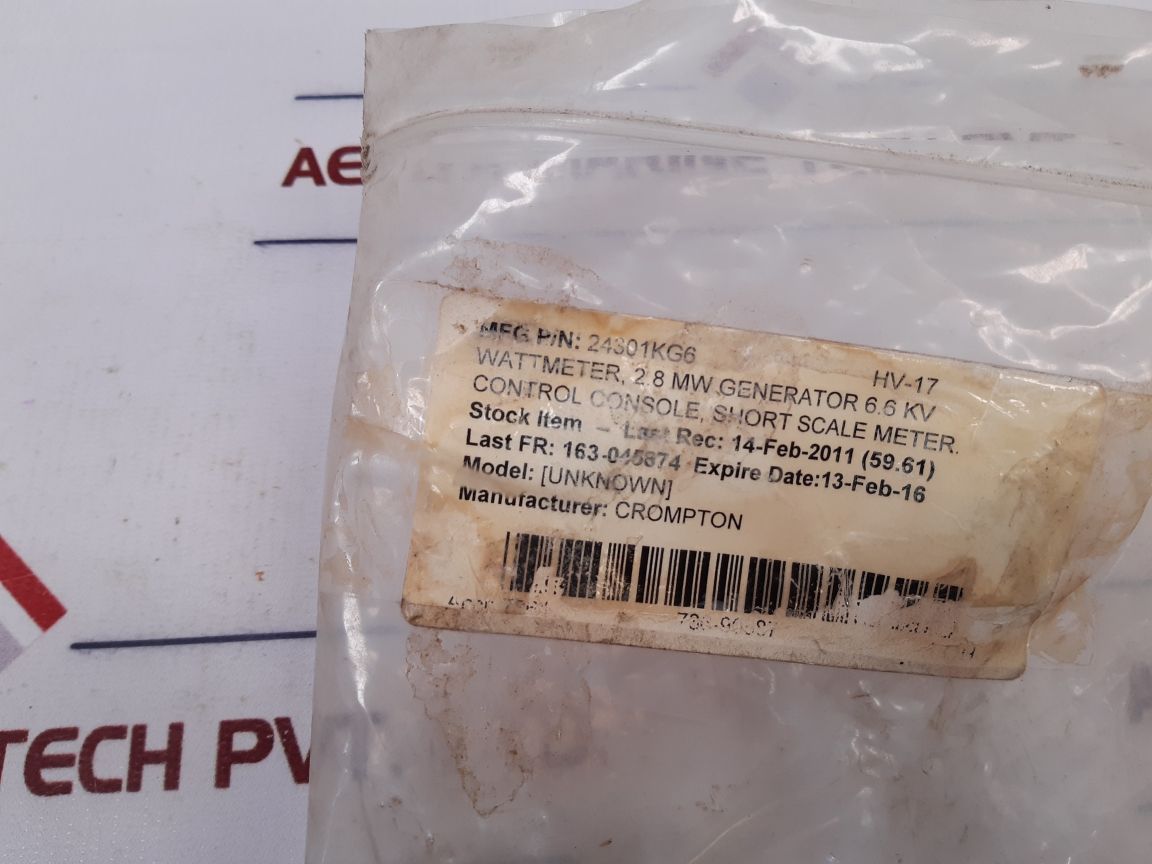 MFG P/N: 24301KG6
HV-17
WATTMETER, 2.8 MW GENERATOR 6.6 KV
CONTROL CONSOLE, SHORT SCALE METER.
Stock Item - Last Rec: 14-Feb-2011 (59.61)
Last FR: 163-045874 Expire Date:13-Feb-16
Model: [UNKNOWN]
Manufacturer: CROMPTON
TECH PVT